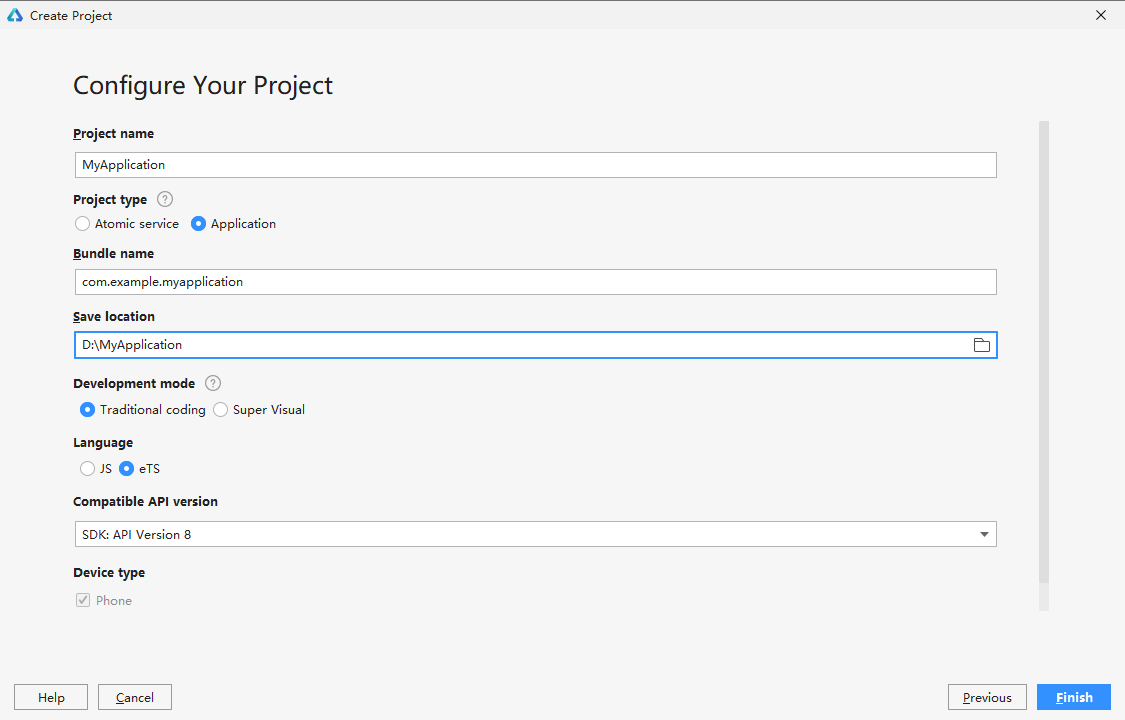 Create Project
Configure Your Project
Project name
MyApplication
Project type ?
Atomic service Application
Bundle name
com.example.myapplication
Save location
D:\MyApplication
Development mode ?
Traditional coding Super Visual
Language
JS eTS
Compatible API version
SDK: API Version 8
Device type
Phone
Help Cancel Previous Finish